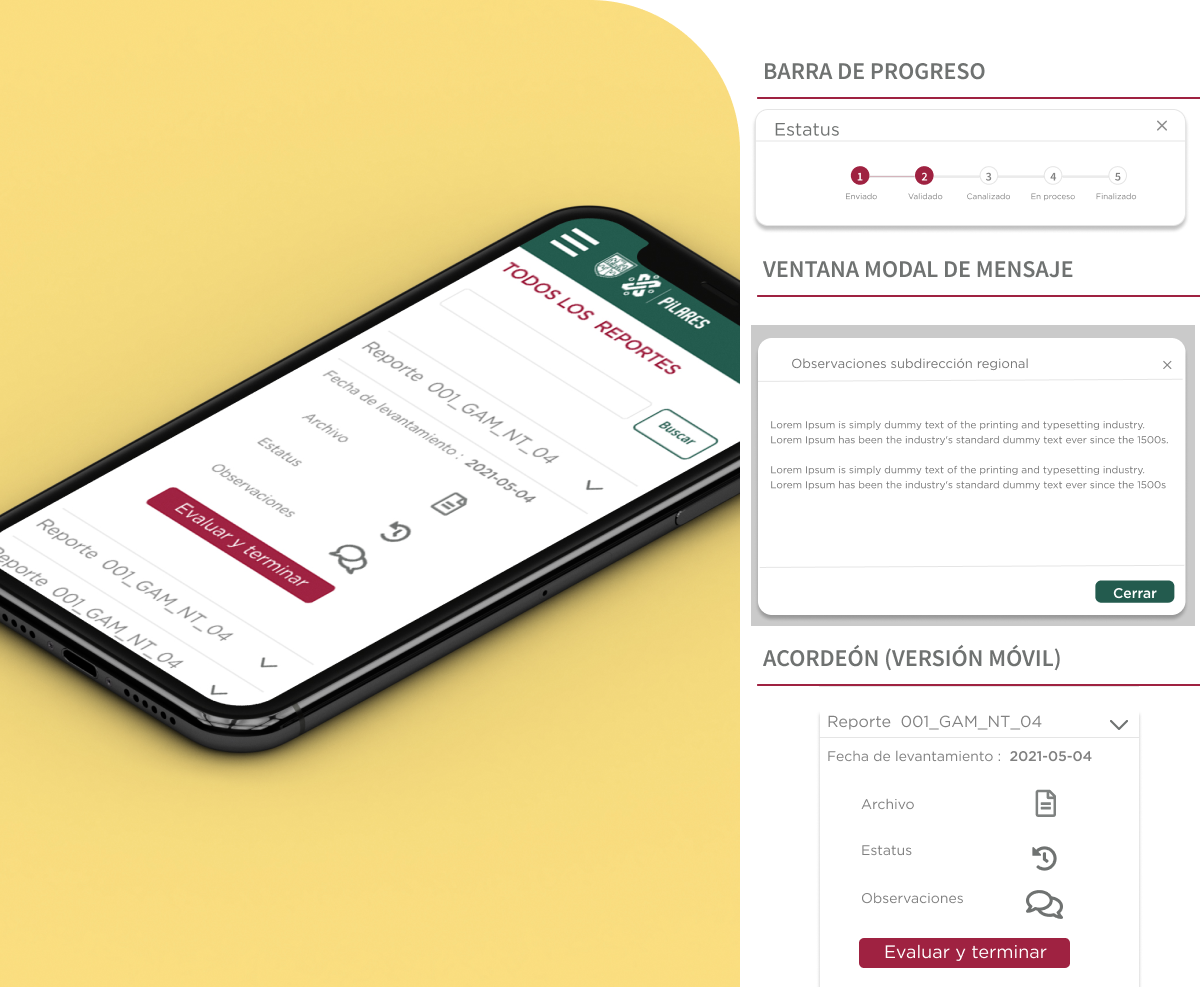 PILARES
TODOS LOS REPORTES
Buscar
Reporte 001_GAM_NT_04
Fecha de levantamiento : 2021-05-04
Archivo
Estatus
Observaciones
Evaluar y terminar
Reporte 001_GAM_NT_04
Reporte 001_GAM_NT_04
BARRA DE PROGRESO
Estatus
1 2 3 4 5
Enviado Validado Canalizado En proceso Finalizado
VENTANA MODAL DE MENSAJE
Observaciones subdirección regional
Lorem Ipsum is simply dummy text of the printing and typesetting industry.
Lorem Ipsum has been the industry's standard dummy text ever since the 1500s.
Lorem Ipsum is simply dummy text of the printing and typesetting industry.
Lorem Ipsum has been the industry's standard dummy text ever since the 1500s
Cerrar
ACORDEÓN (VERSIÓN MÓVIL)
Reporte 001_GAM_NT_04
Fecha de levantamiento : 2021-05-04
Archivo
Estatus
Observaciones
Evaluar y terminar